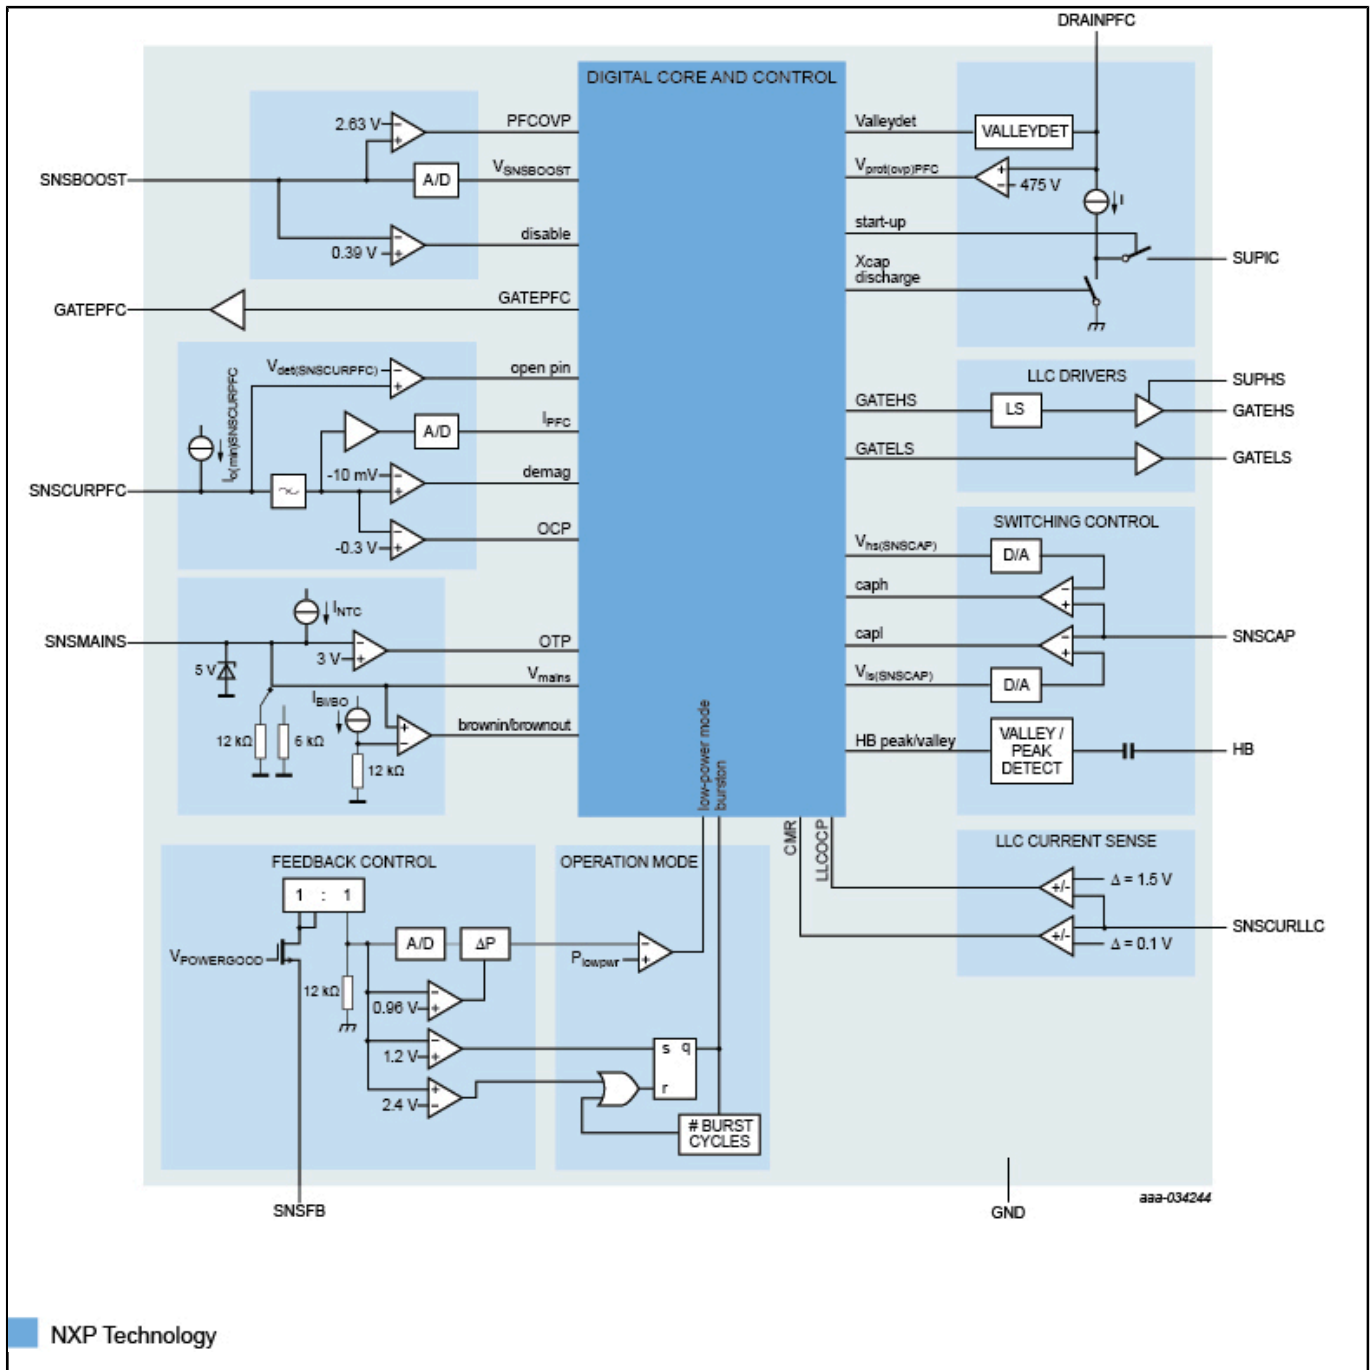 DRAINPFC
DIGITAL CORE AND CONTROL
2.63 V
PFCOVP
SNSBOOST
A/D
VSNSBOOST
0.39 V
disable
GATEPFC
GATEPFC
Vdet(SNSCURPFC)
open pin
Io(min)SNSCURPFC
A/D
IPFC
-10 mV
demag
SNSCURPFC
-0.3 V
OCP
INTC
SNSMAINS
3 V
OTP
5 V
Vmains
IBI/BO
brownin/brownout
12 kΩ
6 kΩ
12 kΩ
Valleydet
VALLEYDET
Vprot(ovp)PFC
475 V
I
start-up
SUPIC
Xcap
discharge
LLC DRIVERS
SUPHS
GATEHS
LS
GATEHS
GATELS
GATELS
SWITCHING CONTROL
Vhs(SNSCAP)
D/A
caph
capl
SNSCAP
Vls(SNSCAP)
D/A
HB peak/valley
VALLEY /
PEAK
DETECT
HB
low-power mode
burston
CMR
LLCOCP
LLC CURRENT SENSE
+/-
Δ = 1.5 V
SNSCURLLC
+/-
Δ = 0.1 V
FEEDBACK CONTROL
1 : 1
VPOWERGOOD
A/D
ΔP
12 kΩ
0.96 V
1.2 V
2.4 V
SNSFB
OPERATION MODE
Plowpwr
s q
r
# BURST
CYCLES
GND
aaa-034244
NXP Technology